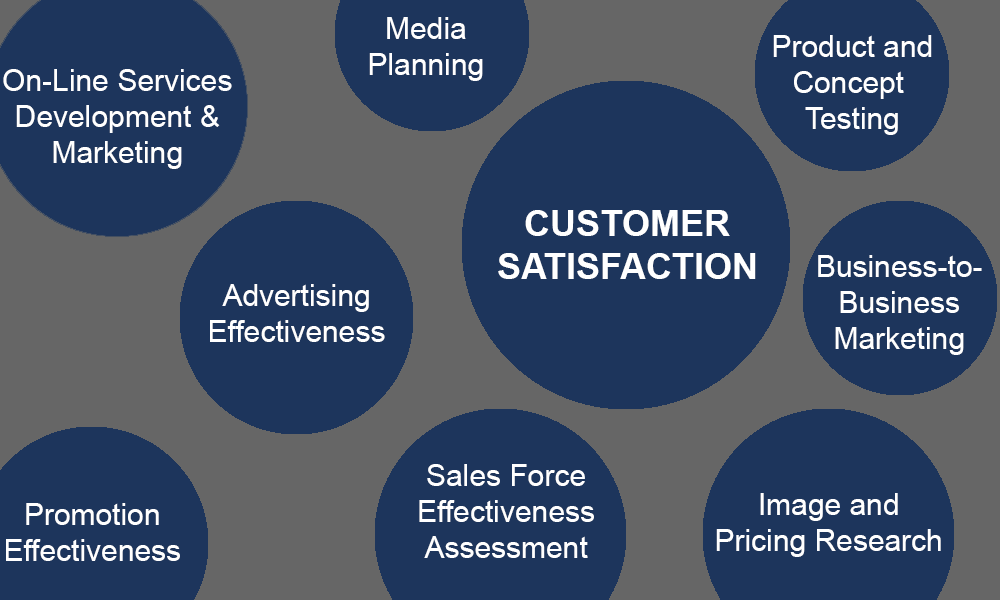 On-Line Services
Development &
Marketing
Media
Planning
Product and
Concept
Testing
CUSTOMER
SATISFACTION
Business-to-
Business
Marketing
Advertising
Effectiveness
Promotion
Effectiveness
Sales Force
Effectiveness
Assessment
Image and
Pricing Research